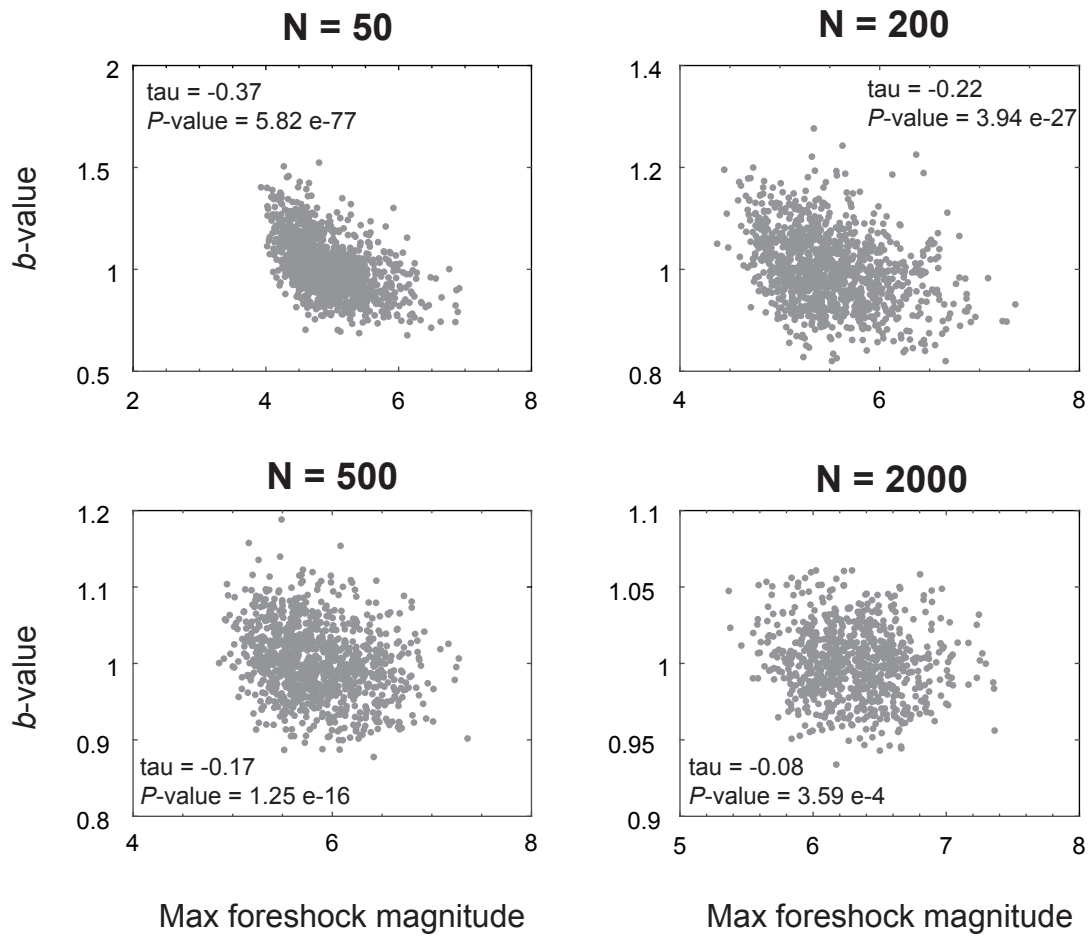 N = 50
N = 200
2
tau = -0.37
P-value = 5.82 e-77
1.5
b-value
1
0.5
2
4
6
8
1.4
tau = -0.22
P-value = 3.94 e-27
1.2
1
0.8
4
6
8
N = 500
N = 2000
1.2
1.1
b-value
1
0.9
tau = -0.17
P-value = 1.25 e-16
0.8
4
6
8
1.1
1.05
1
0.95
tau = -0.08
P-value = 3.59 e-4
0.9
5
6
7
8
Max foreshock magnitude
Max foreshock magnitude